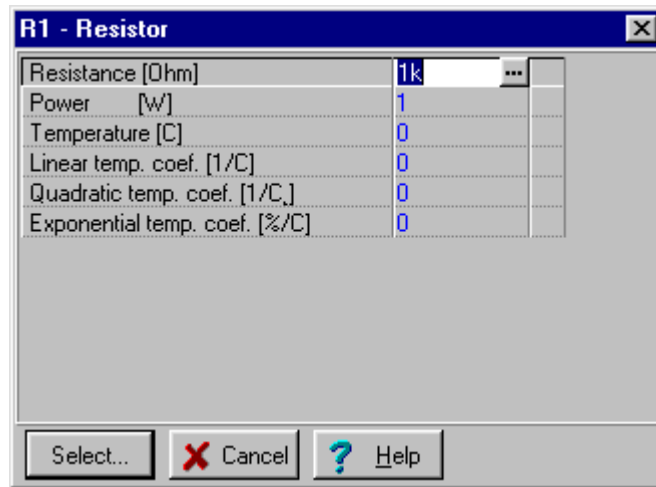 R1 - Resistor
Resistance [Ohm] 1k ...
Power [W] 1
Temperature [C] 0
Linear temp. coef. [1/C] 0
Quadratic temp. coef. [1/C¸] 0
Exponential temp. coef. [%/C] 0
Select... Cancel ? Help